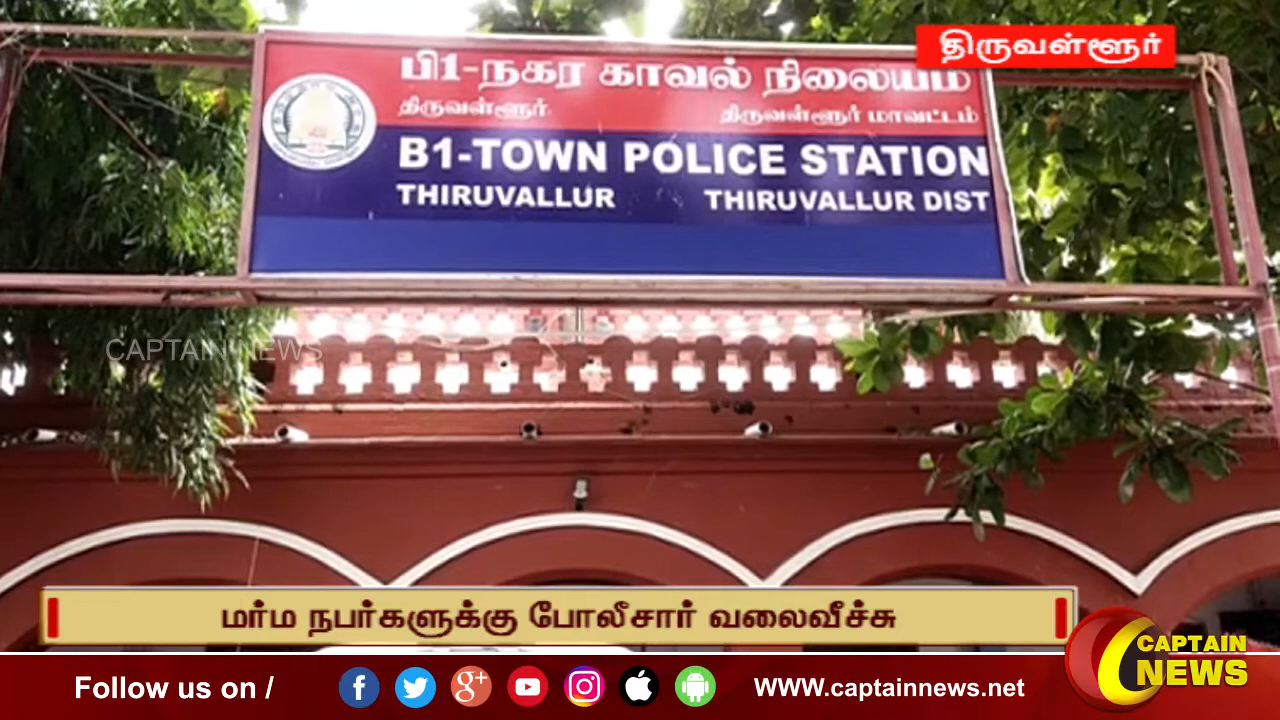 திருவள்ளூர்
பி1-நகர காவல் நிலையம்
திருவள்ளூர். திருவள்ளூர் மாவட்டம்
B1-TOWN POLICE STATION
THIRUVALLUR THIRUVALLUR DIST
CAPTAIN NEWS
மர்ம நபர்களுக்கு போலீசார் வலைவீச்சு
CAPTAIN
NEWS
Follow us on / WWW.captainnews.net